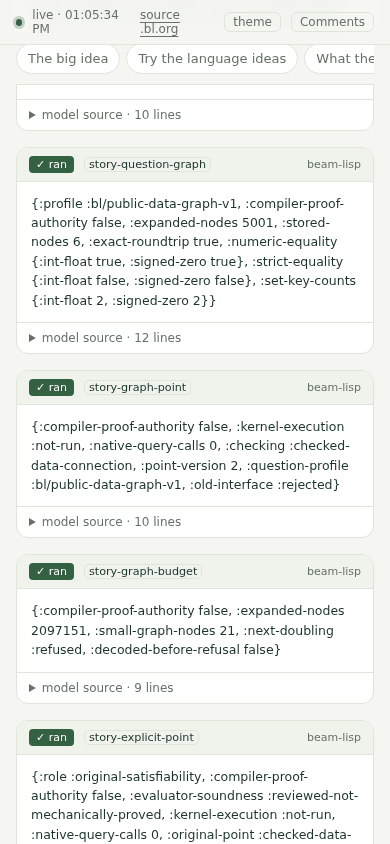 live · 01:05:34 PM
source.bl.org
theme
Comments
The big idea
Try the language ideas
What the
model source · 10 lines
✓ ran
story-question-graph
beam-lisp
{:profile :bl/public-data-graph-v1, :compiler-proof-
authority false, :expanded-nodes 5001, :stored-
nodes 6, :exact-roundtrip true, :numeric-equality
{:int-float true, :signed-zero true}, :strict-equality
{:int-float false, :signed-zero false}, :set-key-counts
{:int-float 2, :signed-zero 2}}
model source · 12 lines
✓ ran
story-graph-point
beam-lisp
{:compiler-proof-authority false, :kernel-execution
:not-run, :native-query-calls 0, :checking :checked-
data-connection, :point-version 2, :question-profile
:bl/public-data-graph-v1, :old-interface :rejected}
model source · 10 lines
✓ ran
story-graph-budget
beam-lisp
{:compiler-proof-authority false, :expanded-nodes
2097151, :small-graph-nodes 21, :next-doubling
:refused, :decoded-before-refusal false}
model source · 9 lines
✓ ran
story-explicit-point
beam-lisp
{:role :original-satisfiability, :compiler-proof-
authority false, :evaluator-soundness :reviewed-not-
mechanically-proved, :kernel-execution :not-run,
:native-query-calls 0, :original-point :checked-data-